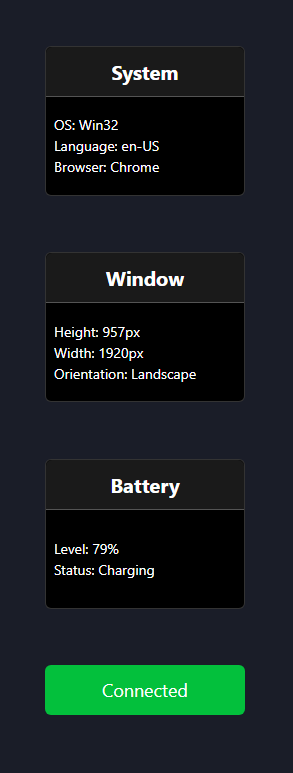 System
OS: Win32
Language: en-US
Browser: Chrome
Window
Height: 957px
Width: 1920px
Orientation: Landscape
Battery
Level: 79%
Status: Charging
Connected